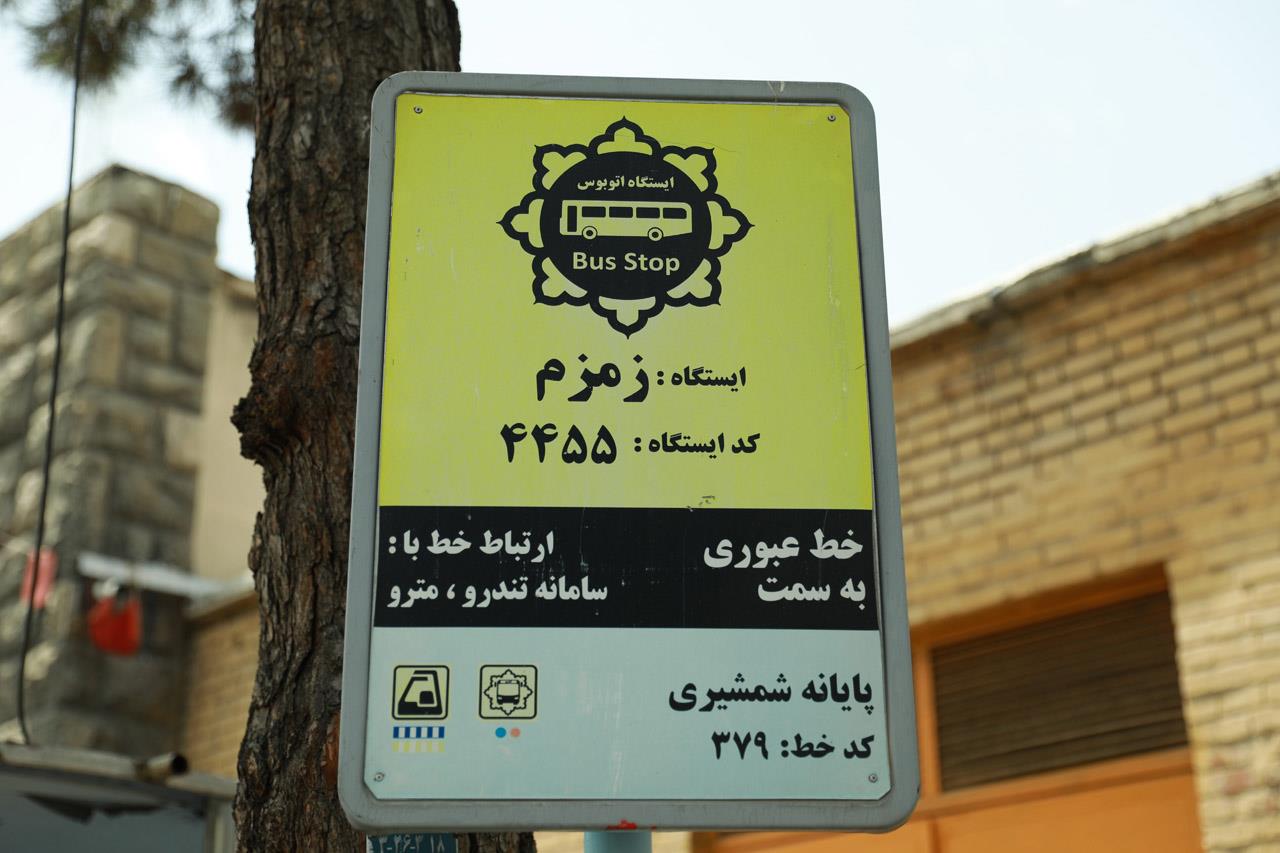 ایستگاه اتوبوس
Bus Stop
ایستگاه : زمزم
کد ایستگاه : ۴۴۵۵
خط عبوری
به سمت
ارتباط خط با :
سامانه تندرو ، مترو
پایانه شمشیری
کد خط: ۳۷۹